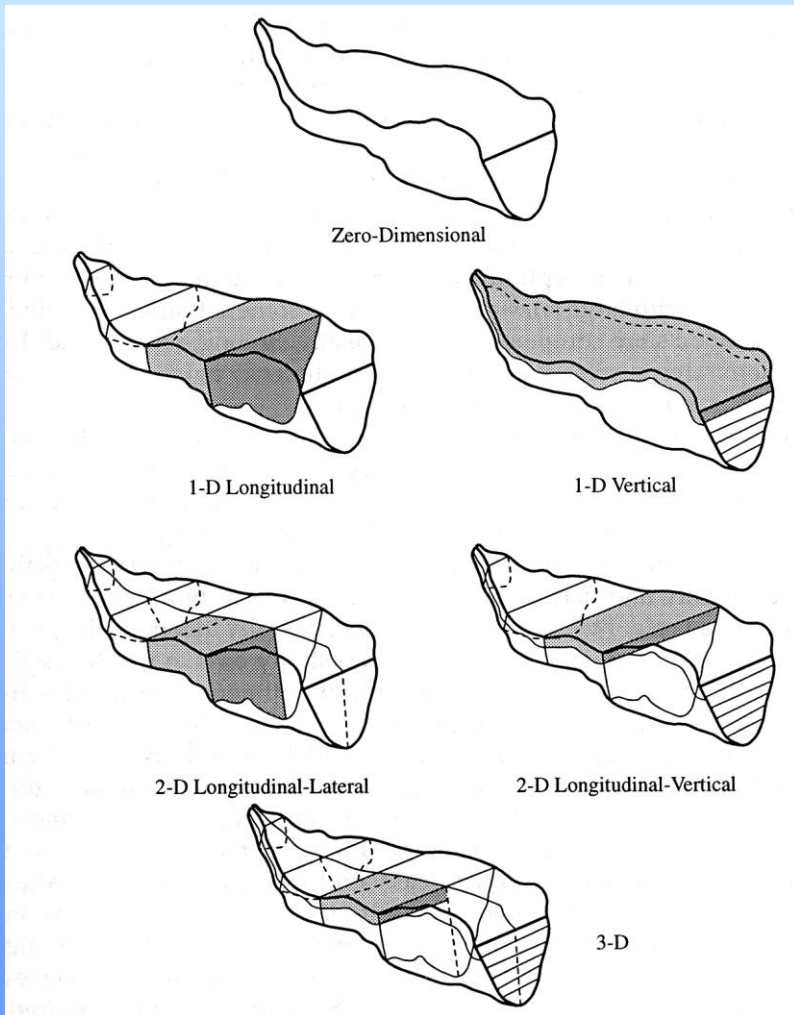 Zero-Dimensional
1-D Longitudinal
1-D Vertical
2-D Longitudinal-Lateral
2-D Longitudinal-Vertical
3-D